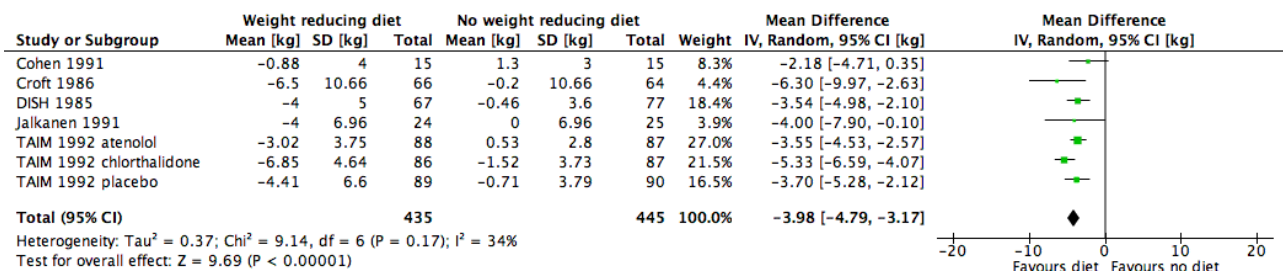 Weight reducing diet No weight reducing diet Mean Difference Mean Difference
Study or Subgroup Mean [kg] SD [kg] Total Mean [kg] SD [kg] Total Weight IV, Random, 95% CI [kg] IV, Random, 95% CI [kg]
Cohen 1991 -0.88 4 15 1.3 3 15 8.3% -2.18 [-4.71, 0.35]
Croft 1986 -6.5 10.66 66 -0.2 10.66 64 4.4% -6.30 [-9.97, -2.63]
DISH 1985 -4 5 67 -0.46 3.6 77 18.4% -3.54 [-4.98, -2.10]
Jalkanen 1991 -4 6.96 24 0 6.96 25 3.9% -4.00 [-7.90, -0.10]
TAIM 1992 atenolol -3.02 3.75 88 0.53 2.8 87 27.0% -3.55 [-4.53, -2.57]
TAIM 1992 chlorthalidone -6.85 4.64 86 -1.52 3.73 87 21.5% -5.33 [-6.59, -4.07]
TAIM 1992 placebo -4.41 6.6 89 -0.71 3.79 90 16.5% -3.70 [-5.28, -2.12]
Total (95% CI) 435 445 100.0% -3.98 [-4.79, -3.17]
Heterogeneity: Tau² = 0.37; Chi² = 9.14, df = 6 (P = 0.17); I² = 34%
Test for overall effect: Z = 9.69 (P < 0.00001)
-20 -10 0 10 20
Favours diet Favours no diet